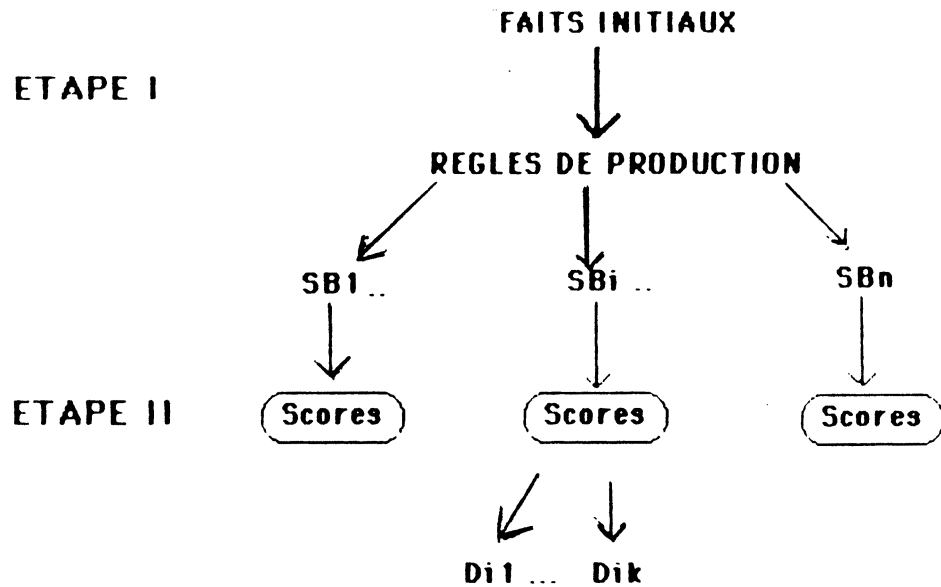 FAITS INITIAUX
ETAPE I
REGLES DE PRODUCTION
SB1 .. SBi .. SBn
ETAPE II Scores Scores Scores
Di1 ... Dik